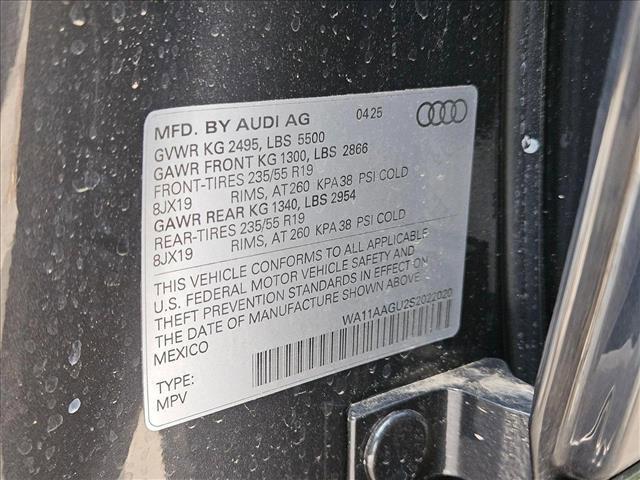 MFD. BY AUDI AG 04 25
GVWR KG 2495, LBS 5500
GAWR FRONT KG 1300, LBS 2866
FRONT-TIRES 235/55 R19
8JX19 RIMS, AT 260 KPA 38 PSI COLD
GAWR REAR KG 1340, LBS 2954
REAR-TIRES 235/55 R19
8JX19 RIMS, AT 260 KPA 38 PSI COLD
THIS VEHICLE CONFORMS TO ALL APPLICABLE
U.S. FEDERAL MOTOR VEHICLE SAFETY AND
THEFT PREVENTION STANDARDS IN EFFECT ON
THE DATE OF MANUFACTURE SHOWN ABOVE.
MEXICO
WA11AAGU2S2022020
TYPE:
MPV